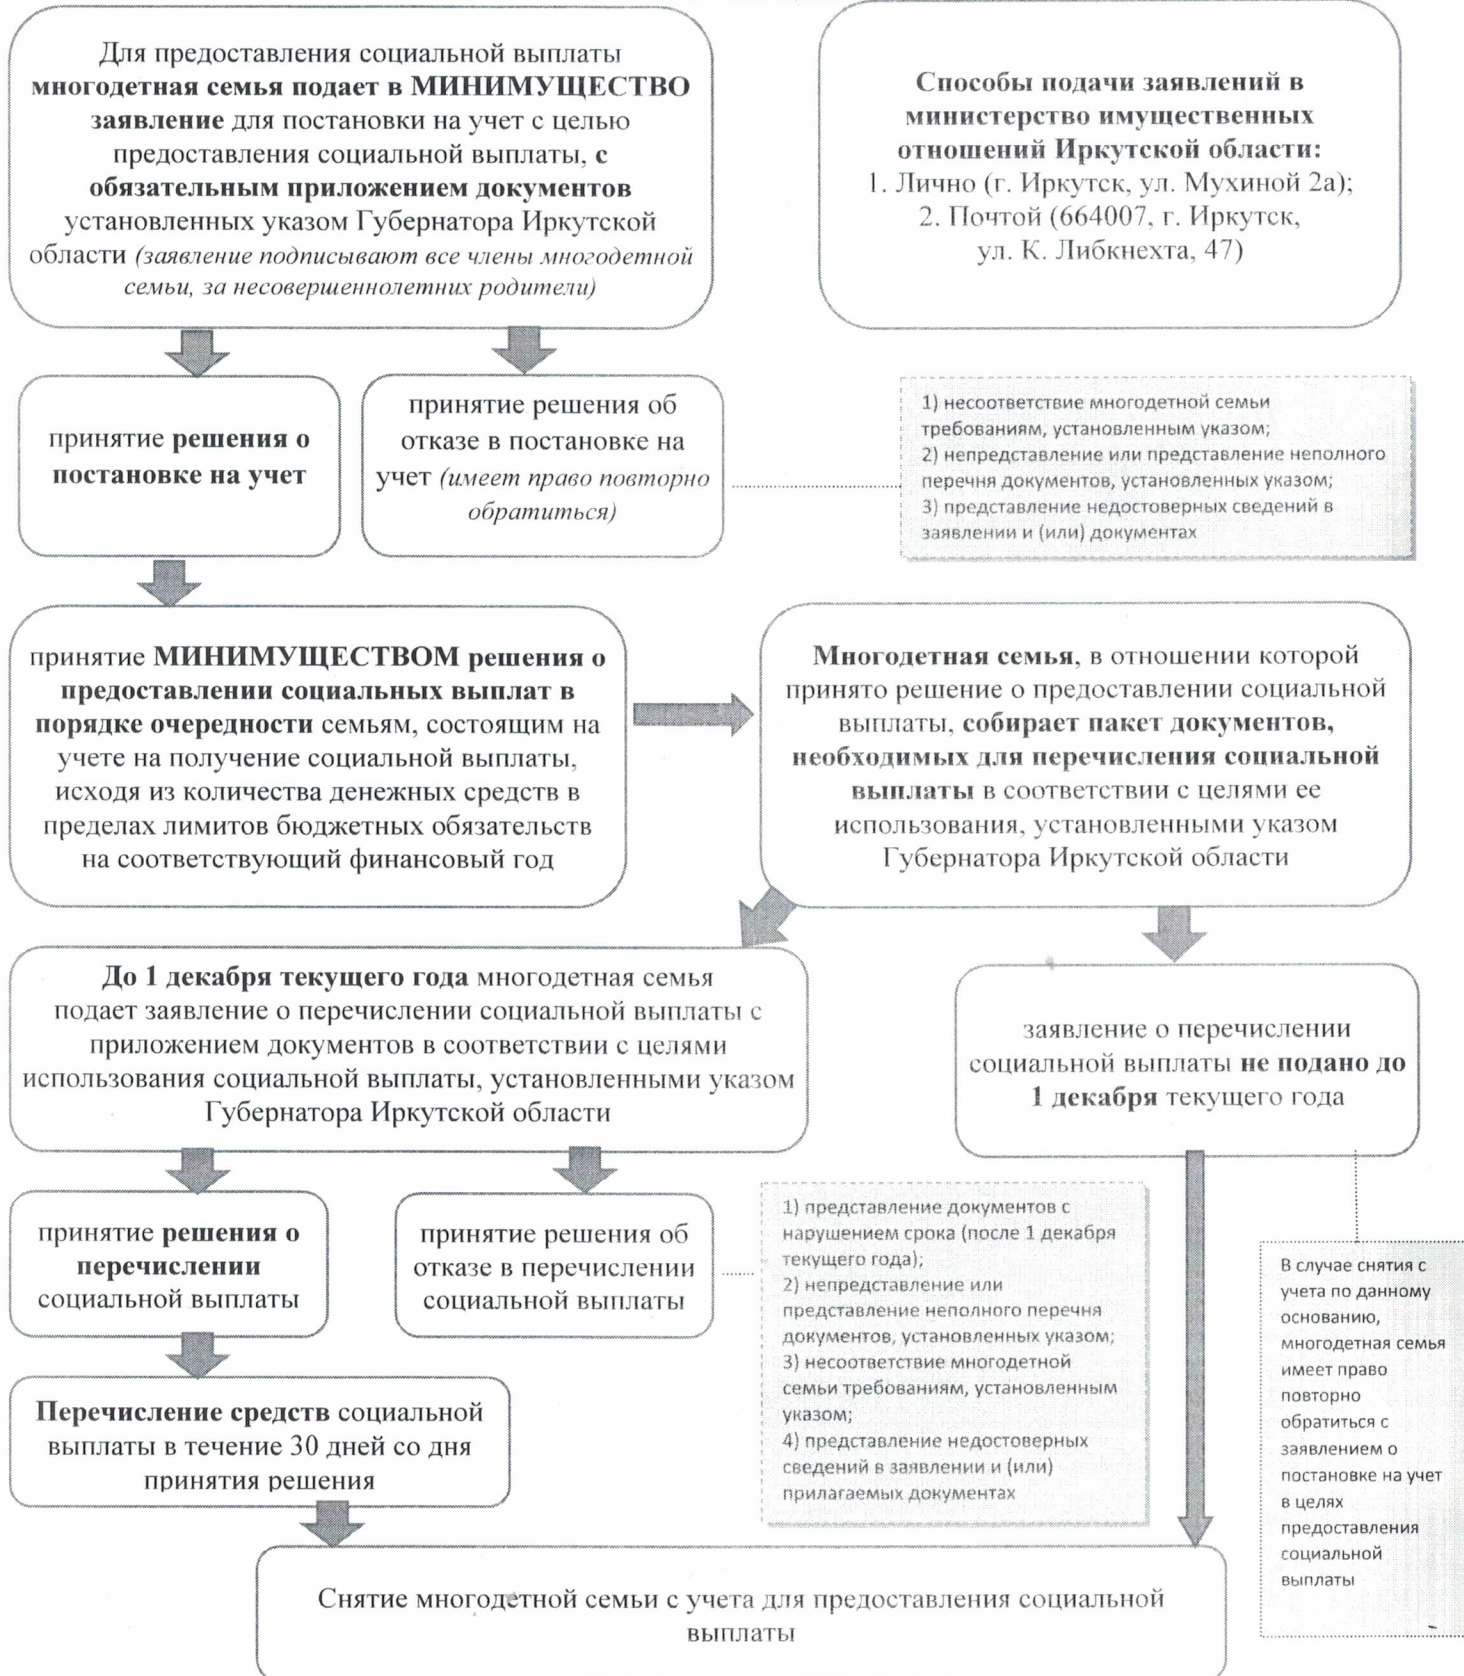 Для предоставления социальной выплаты
многодетная семья подает в МИНИМУЩЕСТВО
заявление для постановки на учет с целью
предоставления социальной выплаты, с
обязательным приложением документов
установленных указом Губернатора Иркутской
области (заявление подписывают все члены многодетной
семьи, за несовершеннолетних родители)
Способы подачи заявлений в
министерство имущественных
отношений Иркутской области:
1. Лично (г. Иркутск, ул. Мухиной 2а);
2. Почтой (664007, г. Иркутск,
ул. К. Либкнехта, 47)
принятие решения о
постановке на учет
принятие решения об
отказе в постановке на
учет (имеет право повторно
обратиться)
1) несоответствие многодетной семьи
требованиям, установленным указом;
2) непредставление или представление неполного
перечня документов, установленных указом;
3) представление недостоверных сведений в
заявлении и (или) документах
принятие МИНИМУЩЕСТВОМ решения о
предоставлении социальных выплат в
порядке очередности семьям, состоящим на
учете на получение социальной выплаты,
исходя из количества денежных средств в
пределах лимитов бюджетных обязательств
на соответствующий финансовый год
Многодетная семья, в отношении которой
принято решение о предоставлении социальной
выплаты, собирает пакет документов,
необходимых для перечисления социальной
выплаты в соответствии с целями ее
использования, установленными указом
Губернатора Иркутской области
До 1 декабря текущего года многодетная семья
подает заявление о перечислении социальной выплаты с
приложением документов в соответствии с целями
использования социальной выплаты, установленными указом
Губернатора Иркутской области
заявление о перечислении
социальной выплаты не подано до
1 декабря текущего года
принятие решения о
перечислении
социальной выплаты
принятие решения об
отказе в перечислении
социальной выплаты
1) представление документов с
нарушением срока (после 1 декабря
текущего года);
2) непредставление или
представление неполного перечня
документов, установленных указом;
3) несоответствие многодетной
семьи требованиям, установленным
указом;
4) представление недостоверных
сведений в заявлении и (или)
прилагаемых документах
В случае снятия с
учета по данному
основанию,
многодетная семья
имеет право
повторно
обратиться с
заявлением о
постановке на учет
в целях
предоставления
социальной
выплаты
Перечисление средств социальной
выплаты в течение 30 дней со дня
принятия решения
Снятие многодетной семьи с учета для предоставления социальной
выплаты